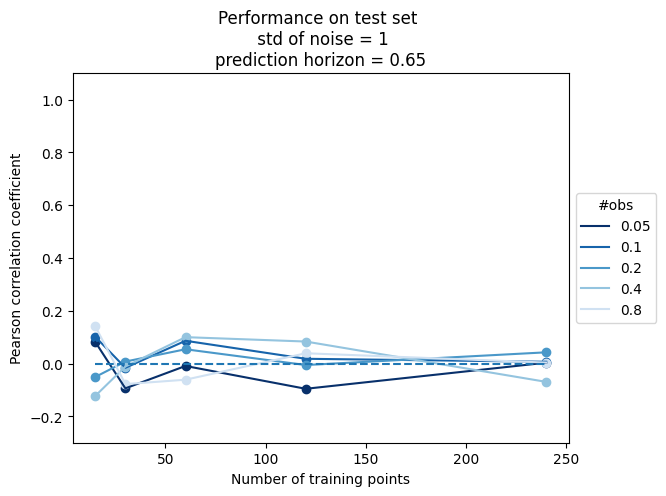 Performance on test set
std of noise = 1
prediction horizon = 0.65
Pearson correlation coefficient
1.0
0.8
0.6
0.4
0.2
0.0
−0.2
50
100
150
200
250
Number of training points
#obs
0.05
0.1
0.2
0.4
0.8